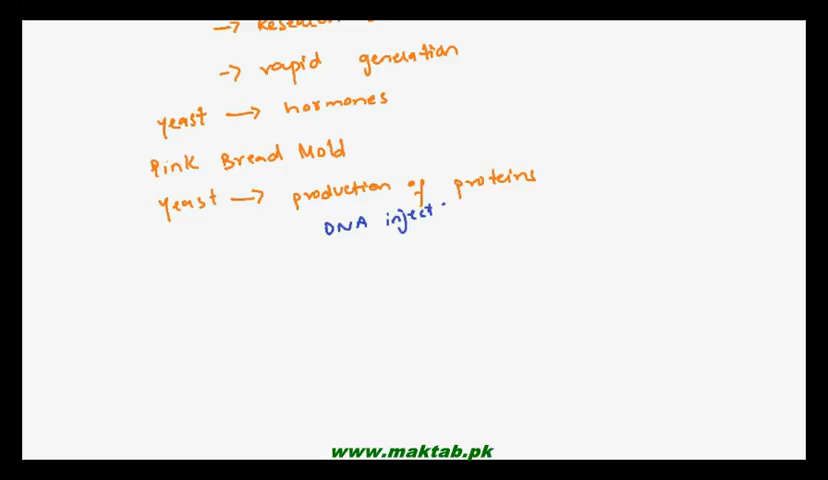 → rapid generation
yeast → hormones
Pink Bread Mold
yeast → production of proteins
DNA inject.
www.maktab.pk